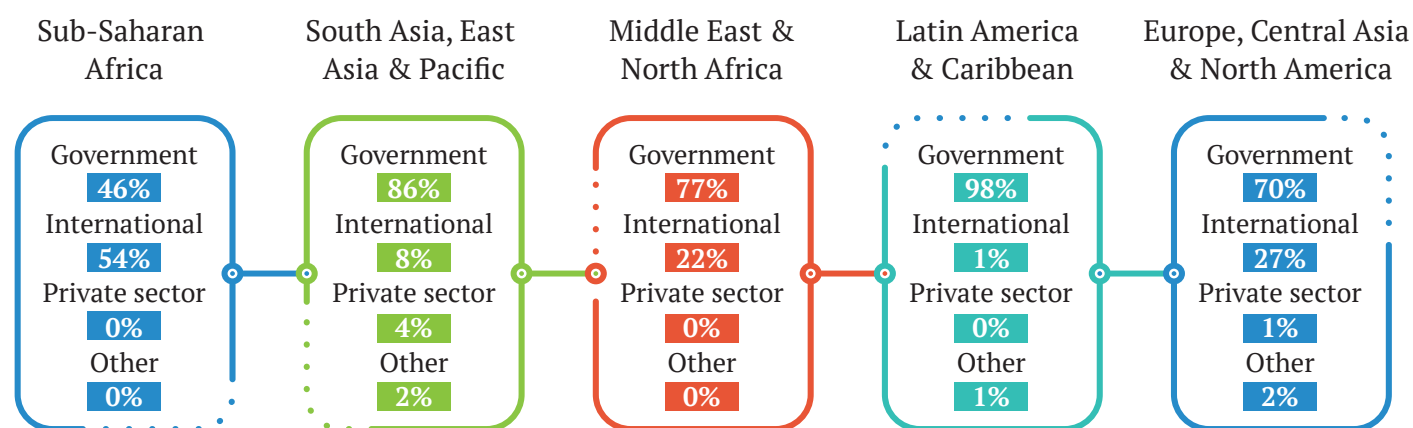 Sub-Saharan
Africa
Government
46%
International
54%
Private sector
0%
Other
0%
South Asia, East
Asia & Pacific
Government
86%
International
8%
Private sector
4%
Other
2%
Middle East &
North Africa
Government
77%
International
22%
Private sector
0%
Other
0%
Latin America
& Caribbean
Government
98%
International
1%
Private sector
0%
Other
1%
Europe, Central Asia
& North America
Government
70%
International
27%
Private sector
1%
Other
2%